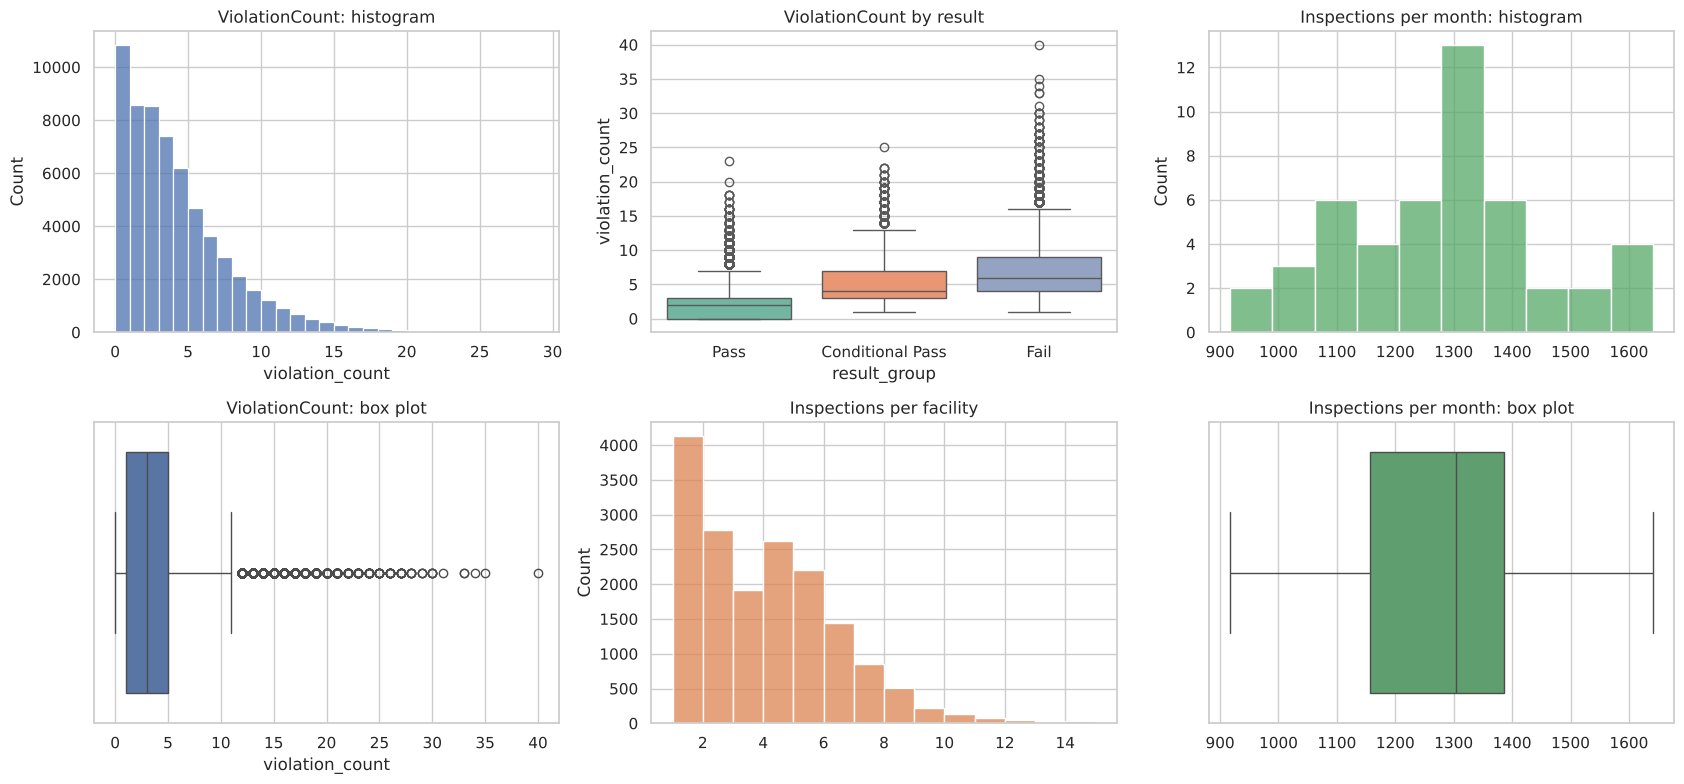 ViolationCount: histogram
Count
10000
8000
6000
4000
2000
0
0 5 10 15 20 25 30
violation_count
ViolationCount by result
violation_count
40
35
30
25
20
15
10
5
0
Pass Conditional Pass Fail
result_group
Inspections per month: histogram
Count
12
10
8
6
4
2
0
900 1000 1100 1200 1300 1400 1500 1600
ViolationCount: box plot
0 5 10 15 20 25 30 35 40
violation_count
Inspections per facility
Count
4000
3500
3000
2500
2000
1500
1000
500
0
2 4 6 8 10 12 14
Inspections per month: box plot
900 1000 1100 1200 1300 1400 1500 1600